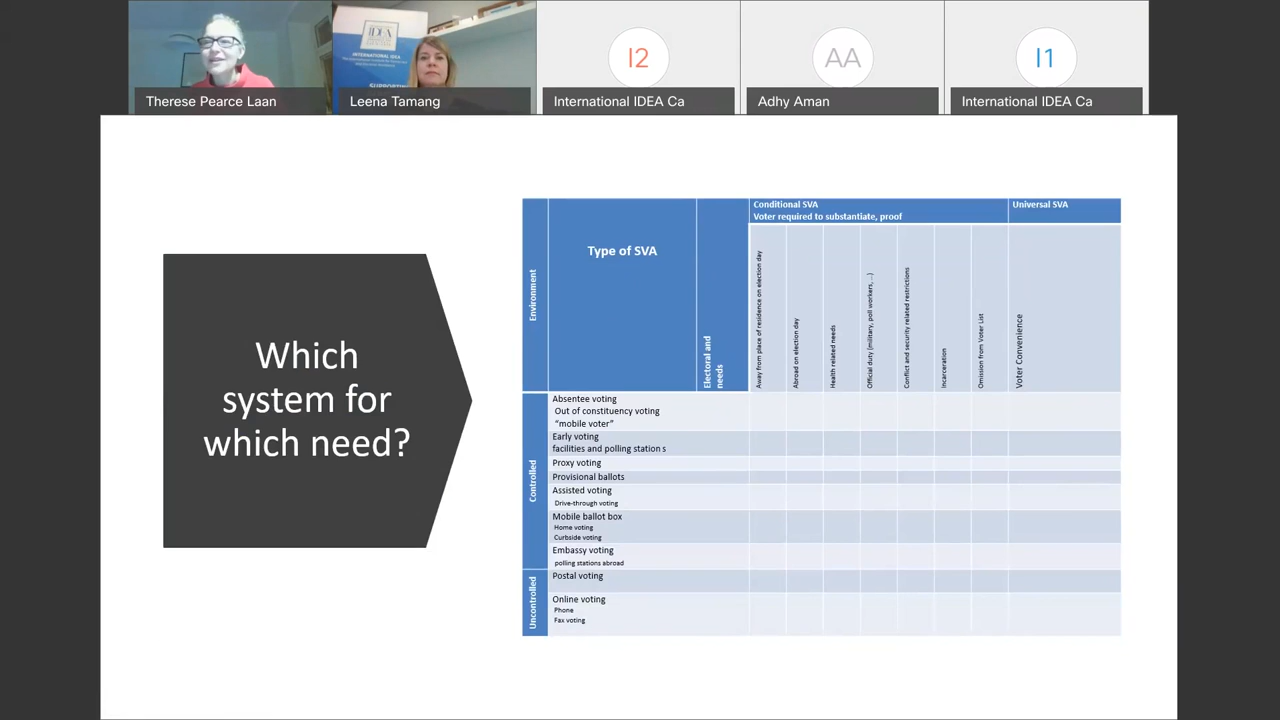 I2
AA
I1
IDEA
INTERNATIONAL IDEA
SUPPORTING
Therese Pearce Laan
Leena Tamang
International IDEA Ca
Adhy Aman
International IDEA Ca
Which
system for
which need?
Environment
Type of SVA
Electoral and
needs
Conditional SVA
Voter required to substantiate, proof
Universal SVA
Away from place of residence on election day
Abroad on election day
Health related needs
Official duty (military, poll workers, ..)
Conflict and security related restrictions
Incarceration
Omission from Voter List
Voter Convenience
Controlled
Absentee voting
Out of constituency voting
“mobile voter”
Early voting
facilities and polling stations
Proxy voting
Provisional ballots
Assisted voting
Drive-through voting
Mobile ballot box
Home voting
Curbside voting
Embassy voting
polling stations abroad
Uncontrolled
Postal voting
Online voting
Phone
Fax voting